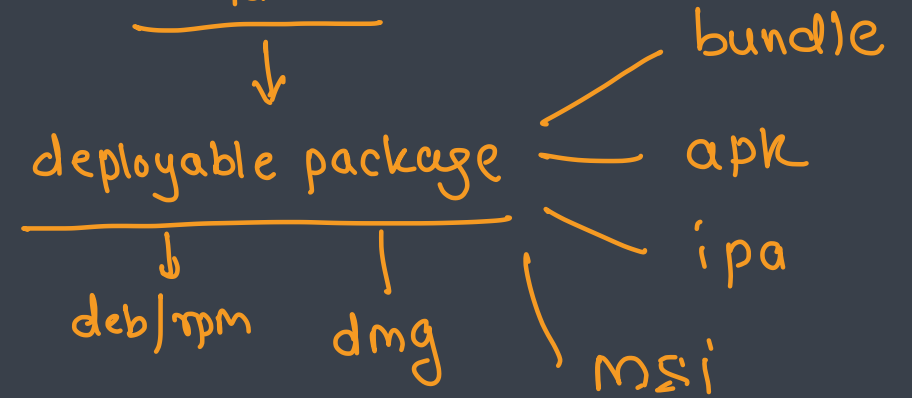 bundle
deployable package
apk
ipa
deb/rpm
dmg
msi